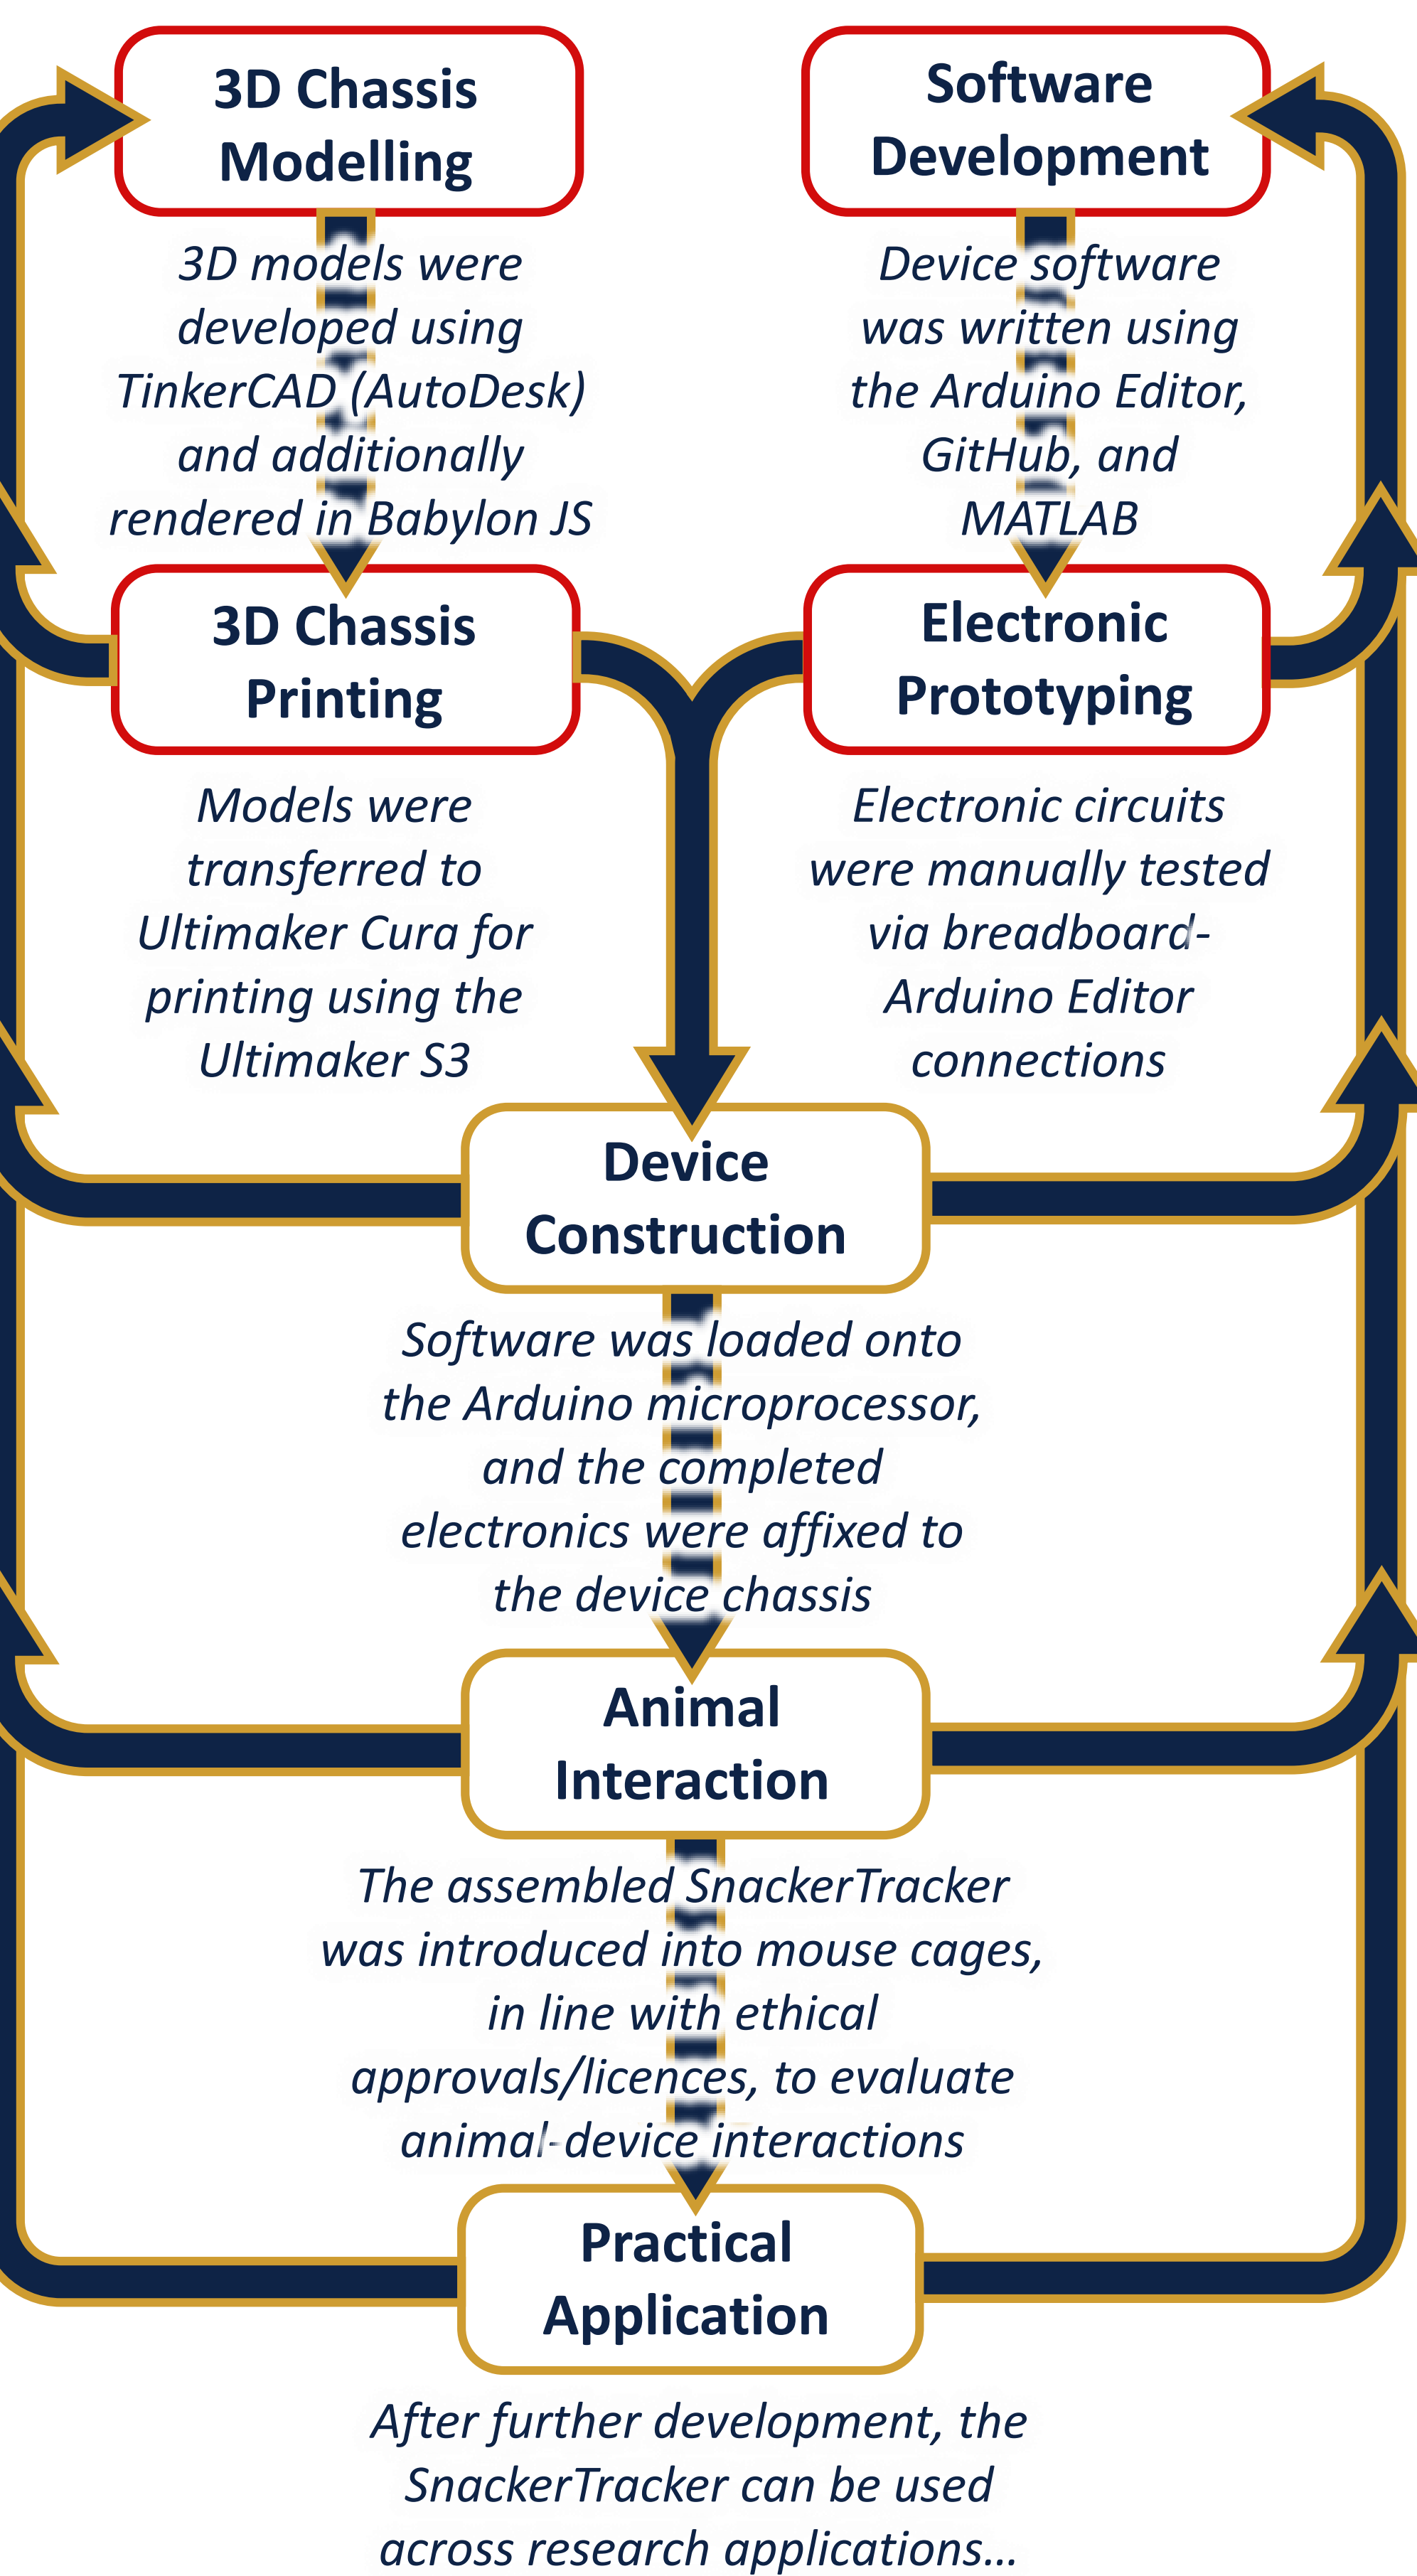 3D Chassis
Modelling
3D models were
developed using
TinkerCAD (AutoDesk)
and additionally
rendered in Babylon JS
Software
Development
Device software
was written using
the Arduino Editor,
GitHub, and
MATLAB
3D Chassis
Printing
Models were
transferred to
Ultimaker Cura for
printing using the
Ultimaker S3
Electronic
Prototyping
Electronic circuits
were manually tested
via breadboard-
Arduino Editor
connections
Device
Construction
Software was loaded onto
the Arduino microprocessor,
and the completed
electronics were affixed to
the device chassis
Animal
Interaction
The assembled SnackerTracker
was introduced into mouse cages,
in line with ethical
approvals/licences, to evaluate
animal-device interactions
Practical
Application
After further development, the
SnackerTracker can be used
across research applications...